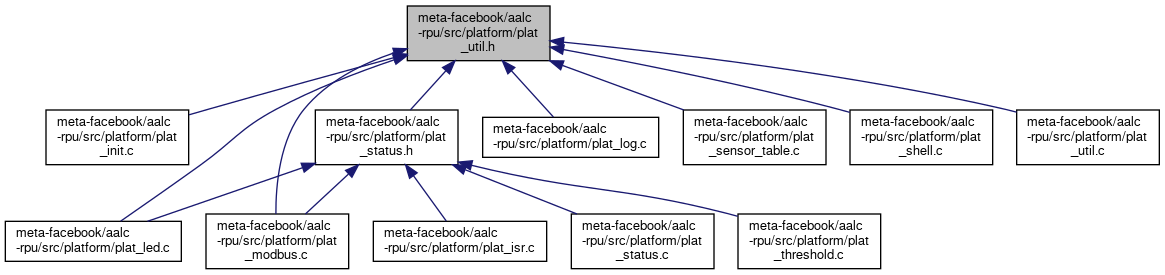 meta-facebook/aalc
-rpu/src/platform/plat
_util.h
meta-facebook/aalc
-rpu/src/platform/plat
_init.c
meta-facebook/aalc
-rpu/src/platform/plat
_status.h
meta-facebook/aalc
-rpu/src/platform/plat_log.c
meta-facebook/aalc
-rpu/src/platform/plat
_sensor_table.c
meta-facebook/aalc
-rpu/src/platform/plat
_shell.c
meta-facebook/aalc
-rpu/src/platform/plat
_util.c
meta-facebook/aalc
-rpu/src/platform/plat_led.c
meta-facebook/aalc
-rpu/src/platform/plat
_modbus.c
meta-facebook/aalc
-rpu/src/platform/plat_isr.c
meta-facebook/aalc
-rpu/src/platform/plat
_status.c
meta-facebook/aalc
-rpu/src/platform/plat
_threshold.c